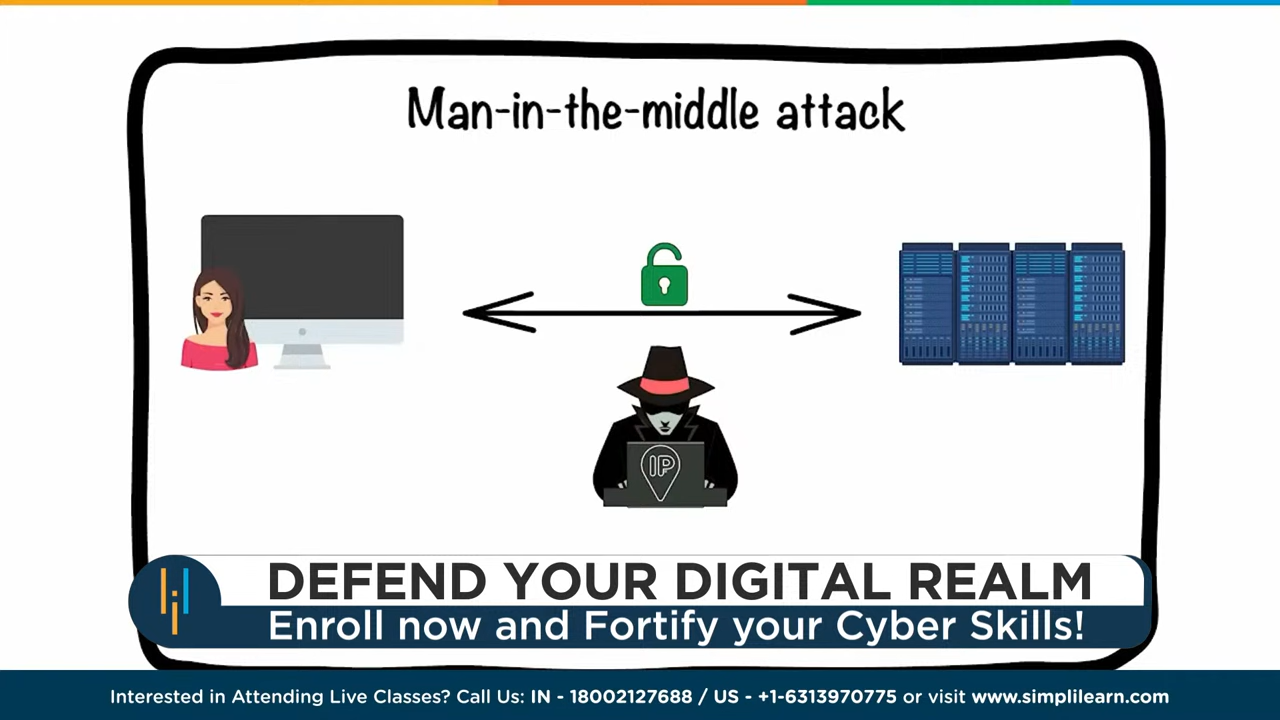 Man-in-the-middle attack
IP
DEFEND YOUR DIGITAL REALM
Enroll now and Fortify your Cyber Skills!
Interested in Attending Live Classes? Call Us: IN - 18002127688 / US - +1-6313970775 or visit www.simplilearn.com